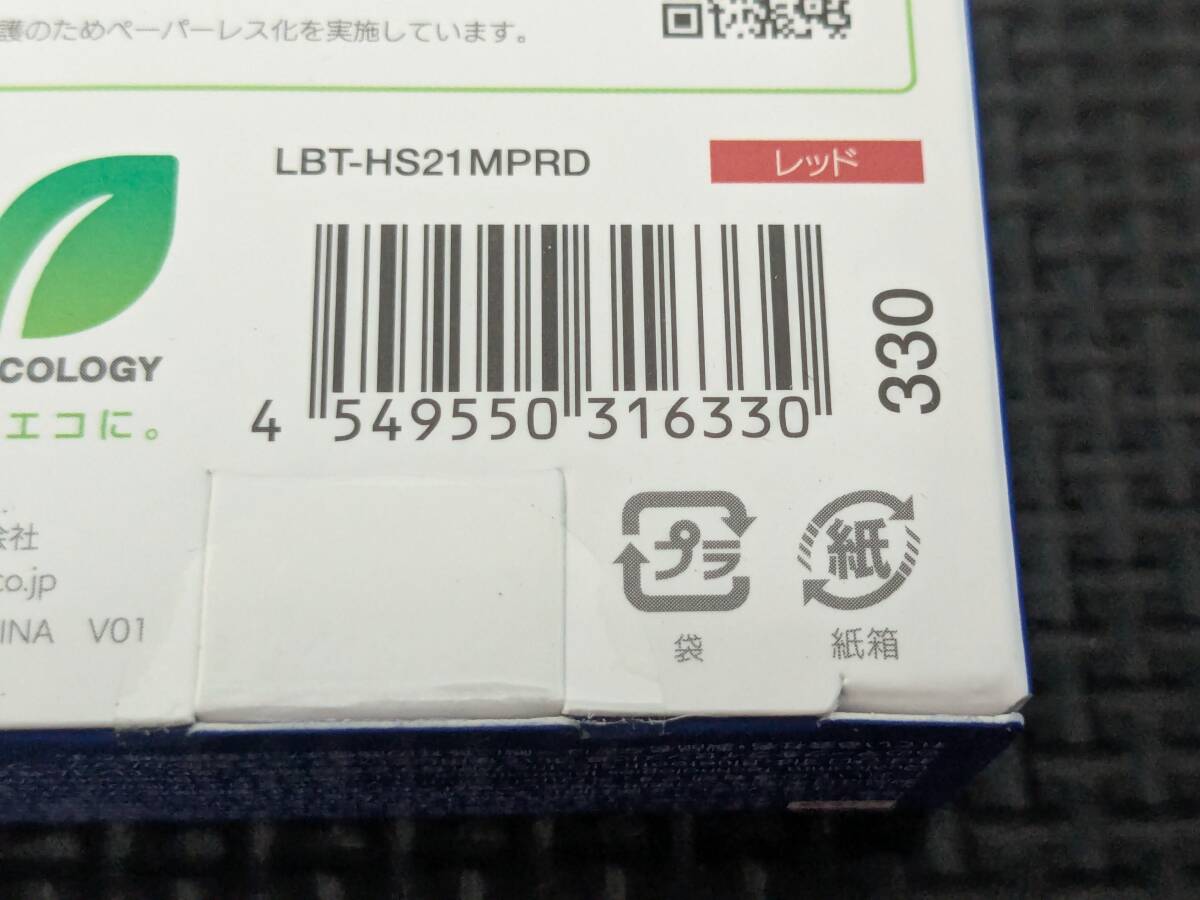 護のためペーパーレス化を実施しています。
LBT-HS21MPRD
レッド
COLOGY
エコに。
4 549550 316330
330
会社
co.jp
INA V01
プラ
袋
紙
紙箱